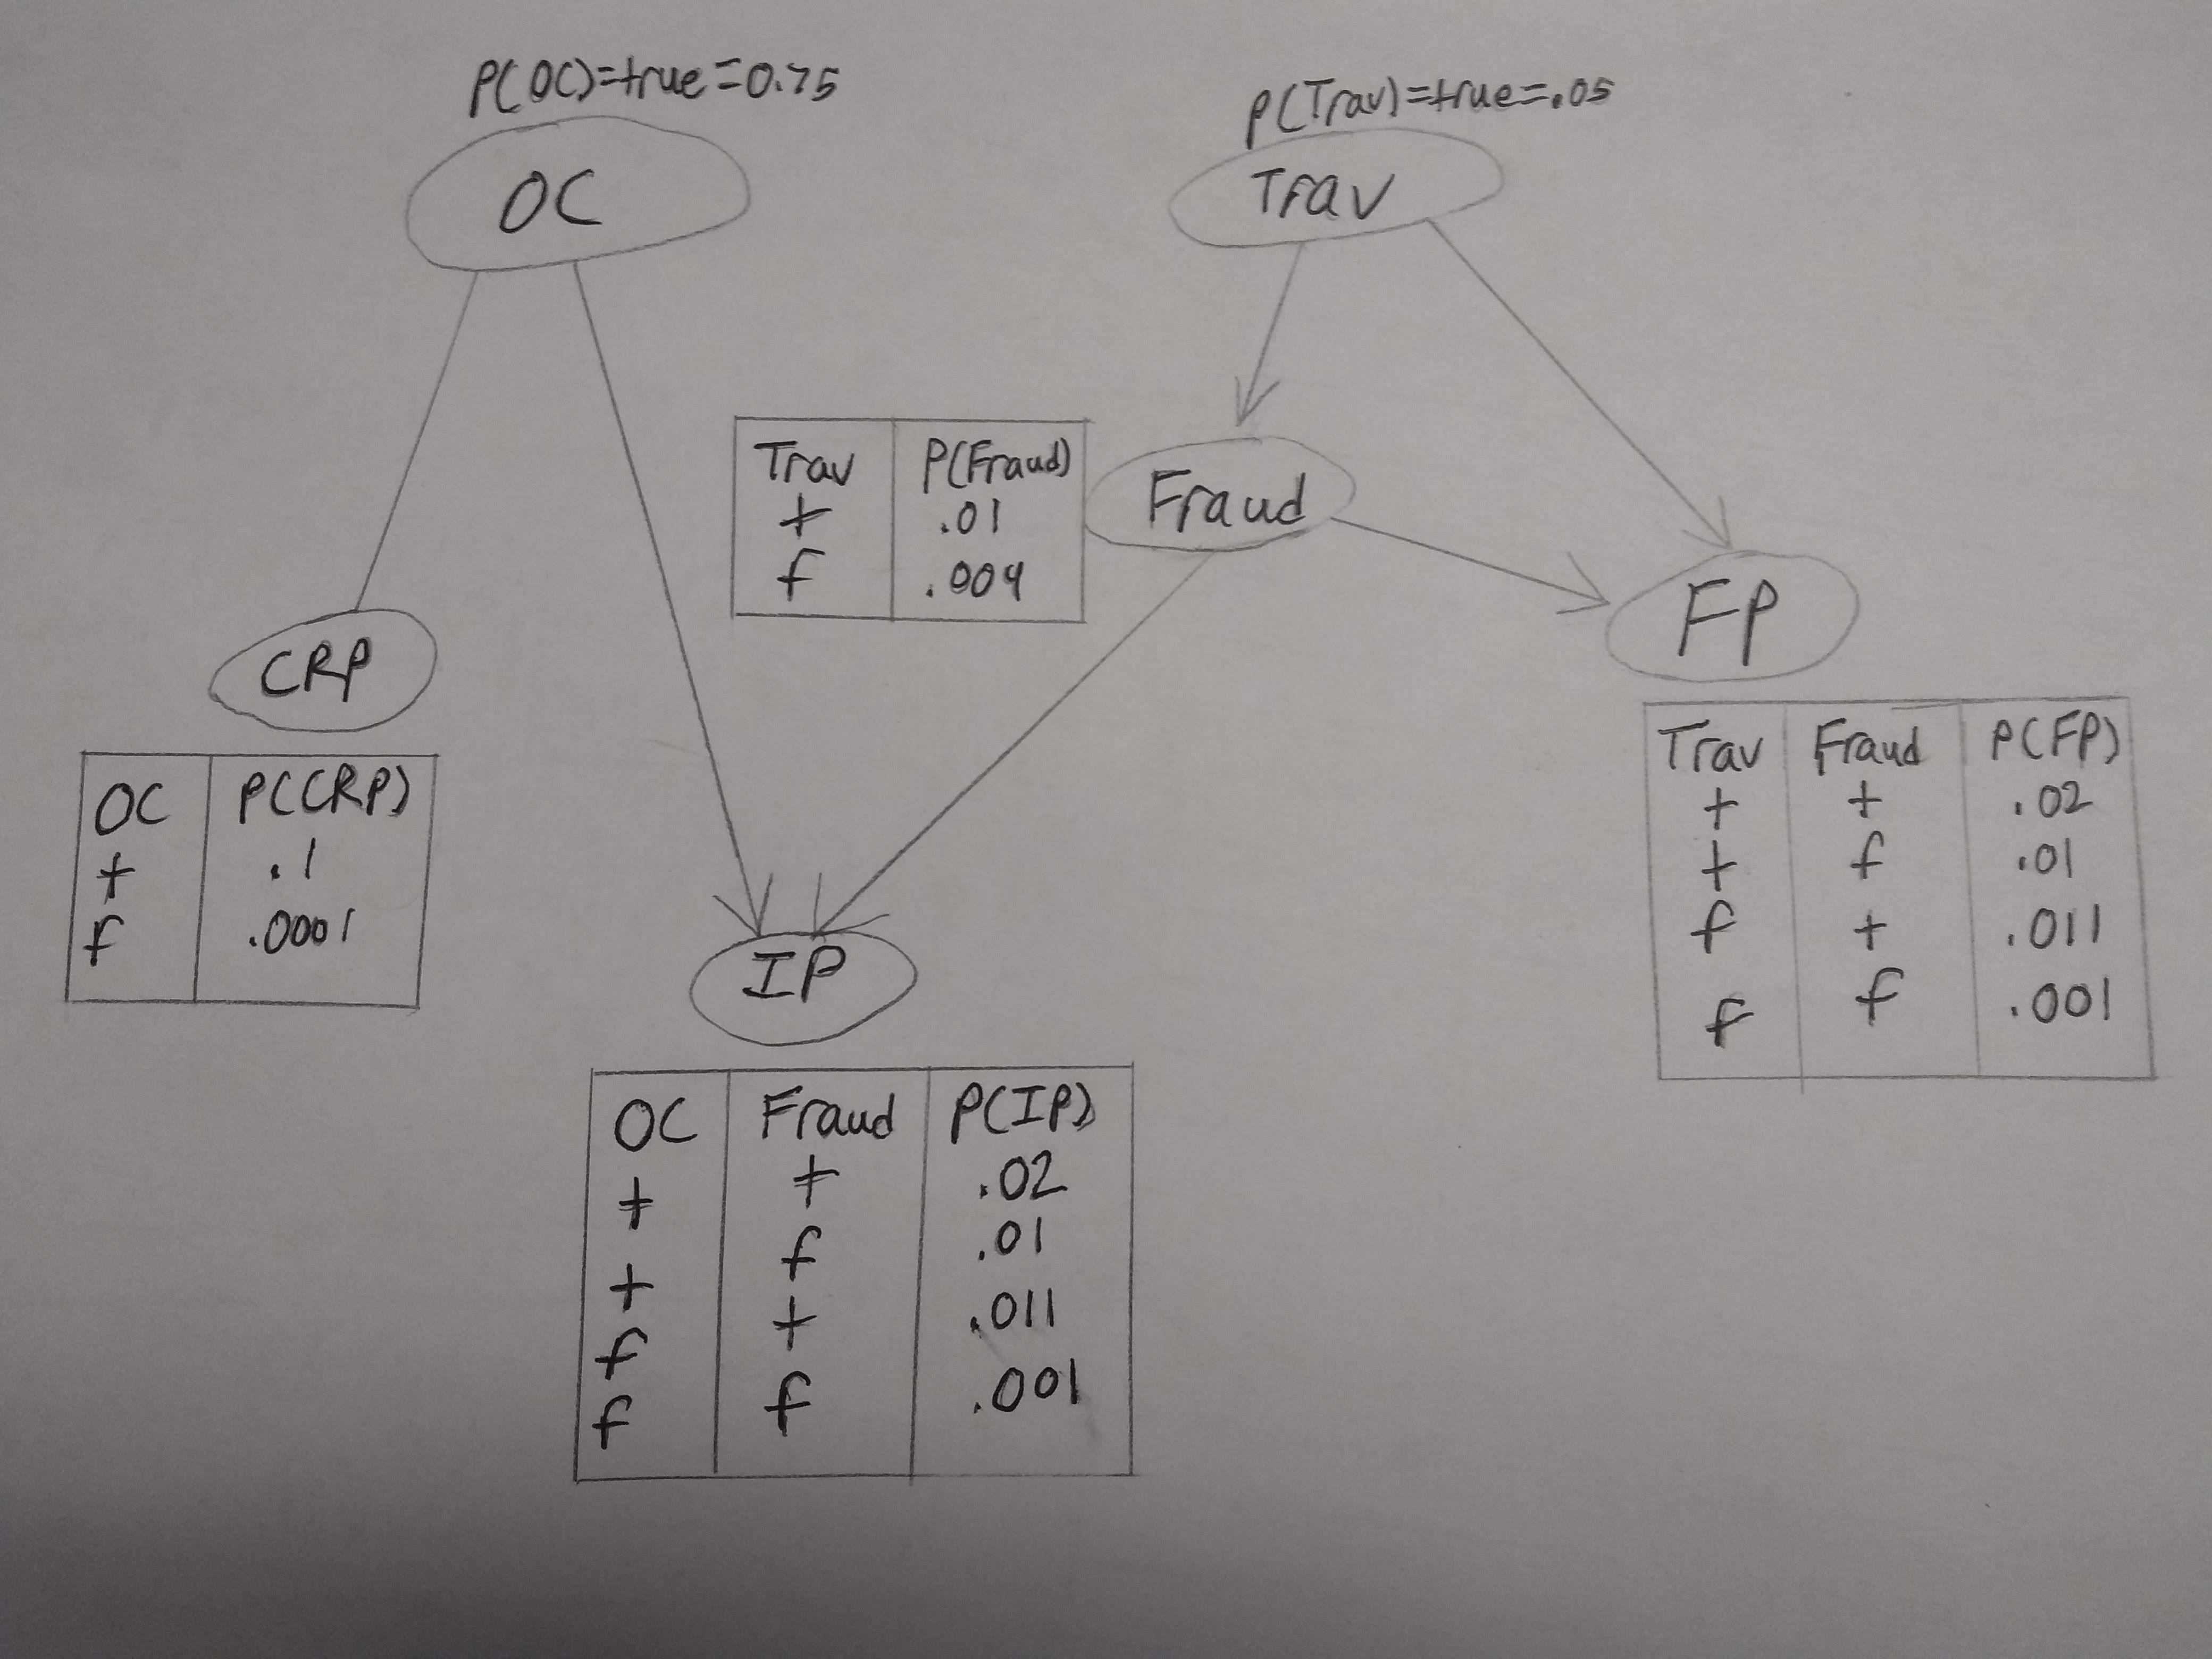 P(OC)=true=0.75
P(Trav)=true=.05
OC
Trav
Trav P(Fraud)
t .01
f .004
Fraud
FP
CRP
OC P(CRP)
t .1
f .0001
Trav Fraud P(FP)
t t .02
t f .01
f t .011
f f .001
IP
OC Fraud P(IP)
t t .02
t f .01
f t .011
f f .001